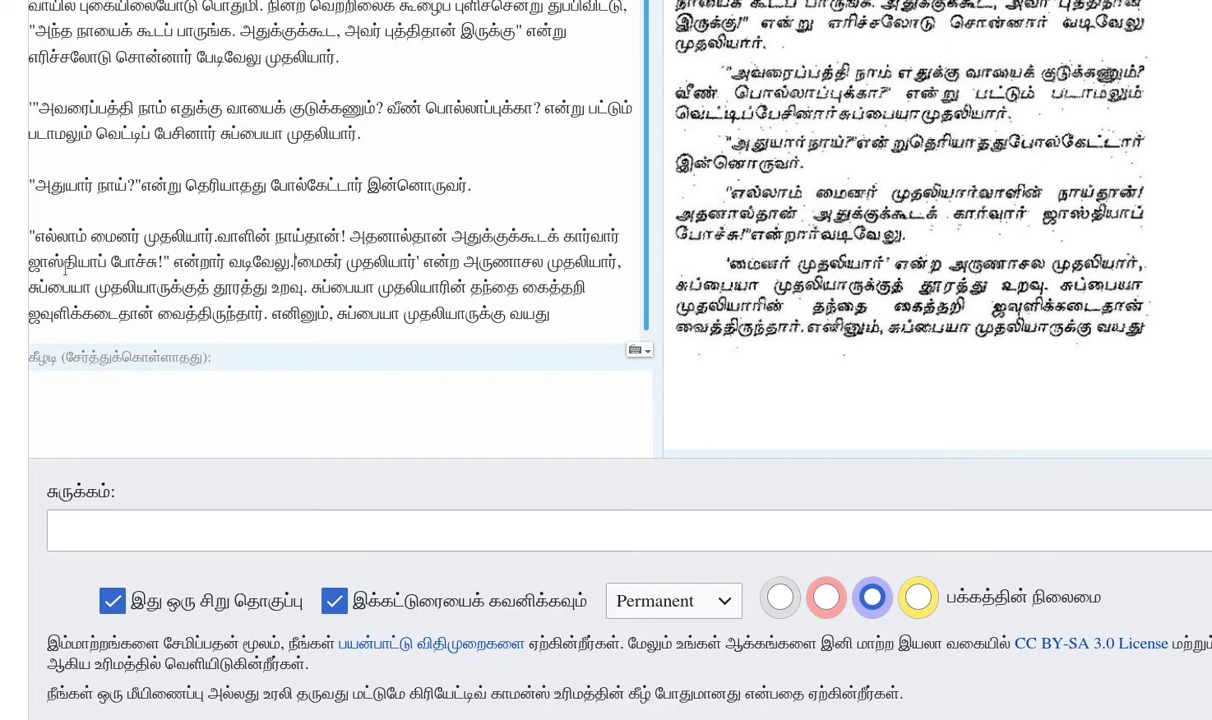 வாயில் புகையிலையோடு பொதுமி. நின்ற வெற்றிலைக் கூழைப் புளிச்சென்று துப்பிவிட்டு,
"அந்த நாயைக் கூடப் பாருங்க. அதுக்குக்கூட, அவர் புத்திதான் இருக்கு" என்று
எரிச்சலோடு சொன்னார் பேடிவேலு முதலியார்.
'"அவரைப்பத்தி நாம் எதுக்கு வாயைக் குடுக்கணும்? வீண் பொல்லாப்புக்கா? என்று பட்டும்
படாமலும் வெட்டிப் பேசினார் சுப்பையா முதலியார்.
"அதுயார் நாய்?"என்று தெரியாதது போல்கேட்டார் இன்னொருவர்.
"எல்லாம் மைனர் முதலியார்.வாளின் நாய்தான்! அதனால்தான் அதுக்குக்கூடக் கார்வார்
ஜாஸ்தியாப் போச்சு!" என்றார் வடிவேலு.'மைகர் முதலியார்' என்ற அருணாசல முதலியார்,
சுப்பையா முதலியாருக்குத் தூரத்து உறவு. சுப்பையா முதலியாரின் தந்தை கைத்தறி
ஜவுளிக்கடைதான் வைத்திருந்தார். எனினும், சுப்பையா முதலியாருக்கு வயது
கீழடி (சேர்த்துக்கொள்ளாதது):
நாயைக் கூடப் பாருங்க. அதுக்குக்கூட, அவர் புத்திதான்
இருக்கு!" என்று எரிச்சலோடு சொன்னார் வடிவேலு
முதலியார்.
"அவரைப்பத்தி நாம் எதுக்கு வாயைக் குடுக்கணும்?
வீண் பொல்லாப்புக்கா?" என்று பட்டும் படாமலும்
வெட்டிப்பேசினார்சுப்பையாமுதலியார்.
"அதுயார்நாய்?"என்றுதெரியாததுபோல்கேட்டார்
இன்னொருவர்.
"எல்லாம் மைனர் முதலியார்வாளின் நாய்தான்!
அதனால்தான் அதுக்குக்கூடக் கார்வார் ஜாஸ்தியாப்
போச்சு!"என்றார்வடிவேலு.
'மைனர் முதலியார்' என்ற அருணாசல முதலியார்,
சுப்பையா முதலியாருக்குத் தூரத்து உறவு. சுப்பையா
முதலியாரின் தந்தை கைத்தறி ஜவுளிக்கடைதான்
வைத்திருந்தார்.எனினும், சுப்பையா முதலியாருக்கு வயது
சுருக்கம்:
இது ஒரு சிறு தொகுப்பு இக்கட்டுரையைக் கவனிக்கவும் Permanent பக்கத்தின் நிலைமை
இம்மாற்றங்களை சேமிப்பதன் மூலம், நீங்கள் பயன்பாட்டு விதிமுறைகளை ஏற்கின்றீர்கள். மேலும் உங்கள் ஆக்கங்களை இனி மாற்ற இயலா வகையில் CC BY-SA 3.0 License மற்றும்
ஆகிய உரிமத்தில் வெளியிடுகின்றீர்கள்.
நீங்கள் ஒரு மீயிணைப்பு அல்லது உரலி தருவது மட்டுமே கிரியேட்டிவ் காமன்ஸ் உரிமத்தின் கீழ் போதுமானது என்பதை ஏற்கின்றீர்கள்.